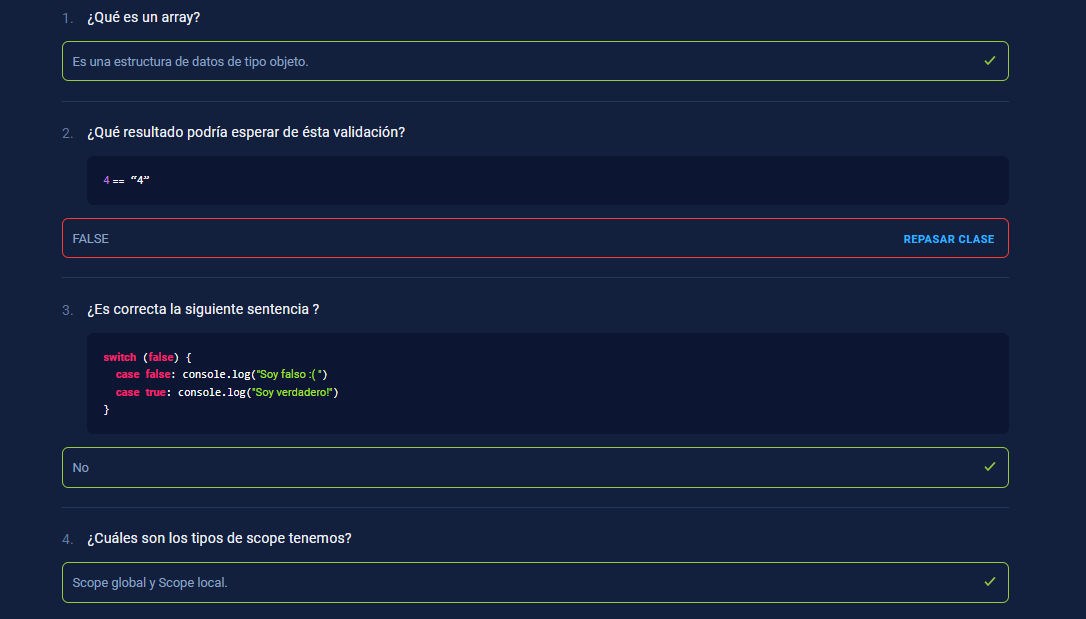 1. ¿Qué es un array?
Es una estructura de datos de tipo objeto.
2. ¿Qué resultado podría esperar de ésta validación?
4 == “4”
FALSE REPASAR CLASE
3. ¿Es correcta la siguiente sentencia ?
switch (false) {
case false: console.log("Soy falso :( ")
case true: console.log("Soy verdadero!")
}
No
4. ¿Cuáles son los tipos de scope tenemos?
Scope global y Scope local.